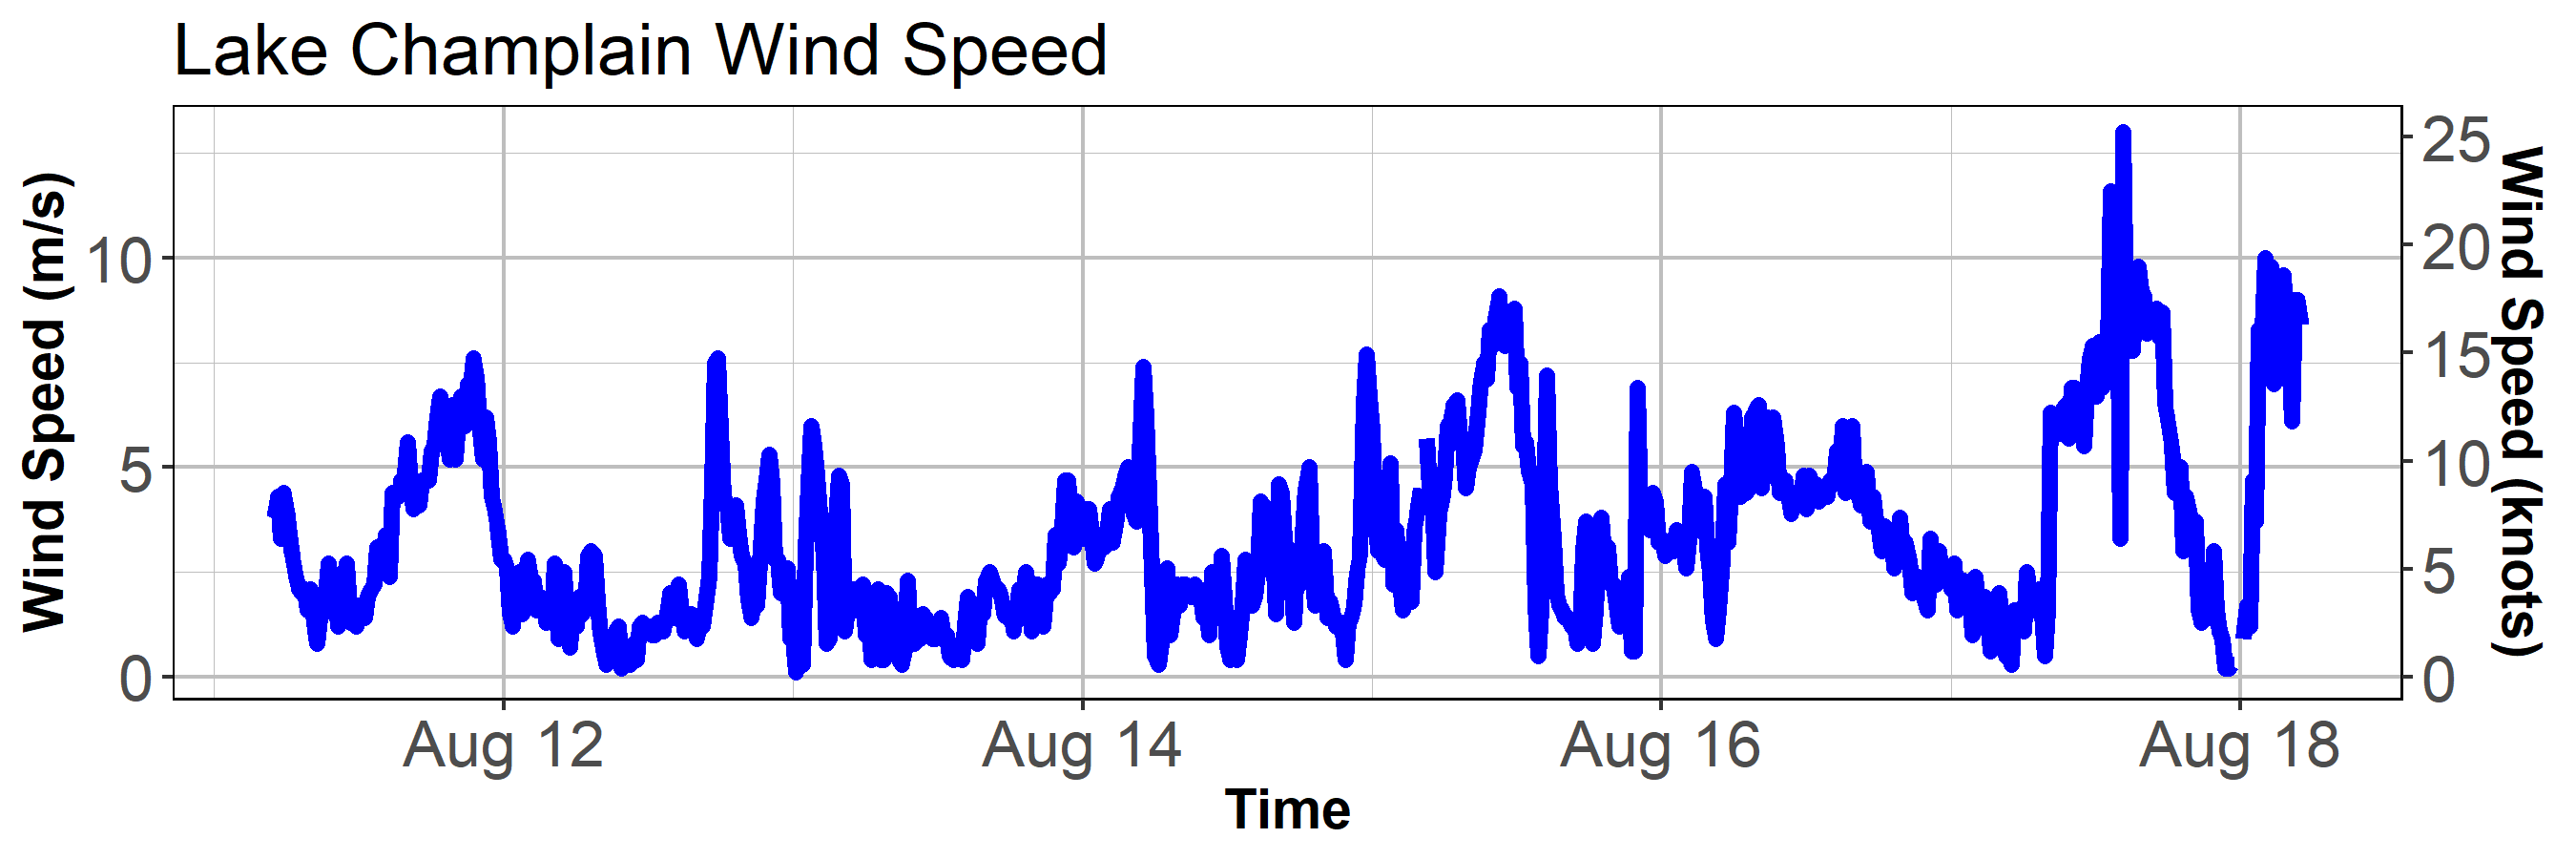 Lake Champlain Wind Speed
Wind Speed (m/s)
10
5
0
25
20
15
10
5
0
Wind Speed (knots)
Aug 12
Aug 14
Aug 16
Aug 18
Time